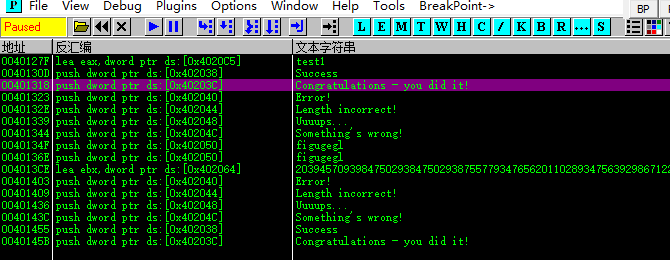 P File View Debug Plugins Options Window Help Tools BreakPoint-> BP
Paused L E M T W H C / K B R ... S
地址 反汇编 文本字符串
0040127F lea eax,dword ptr ds:[0x4020C5] test1
0040130D push dword ptr ds:[0x402038] Success
00401318 push dword ptr ds:[0x40203C] Congratulations - you did it!
00401323 push dword ptr ds:[0x402040] Error!
0040132E push dword ptr ds:[0x402044] Length incorrect!
00401339 push dword ptr ds:[0x402048] Uuuups...
00401344 push dword ptr ds:[0x40204C] Something's wrong!
0040134F push dword ptr ds:[0x402050] figugegl
0040136E push dword ptr ds:[0x402050] figugegl
004013CE lea ebx,dword ptr ds:[0x402064]
00401403 push dword ptr ds:[0x402040] Error!
00401409 push dword ptr ds:[0x402044] Length incorrect!
00401436 push dword ptr ds:[0x402048] Uuuups...
0040143C push dword ptr ds:[0x40204C] Something's wrong!
00401455 push dword ptr ds:[0x402038] Success
0040145B push dword ptr ds:[0x40203C] Congratulations - you did it!